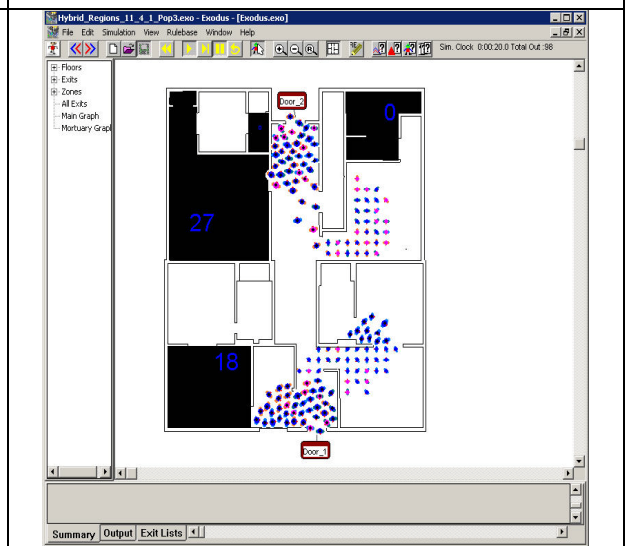 Hybrid_Regions_11_4_1_Pop3.exo - Exodus - [Exodus.exo]
File Edit Simulation View Rulebase Window Help
Sim. Clock 0:00:20.0 Total Out :98
Floors
Exits
Zones
All Exits
Main Graph
Mortuary Grapl
Door_2
0
27
18
Door_1
Summary Output Exit Lists